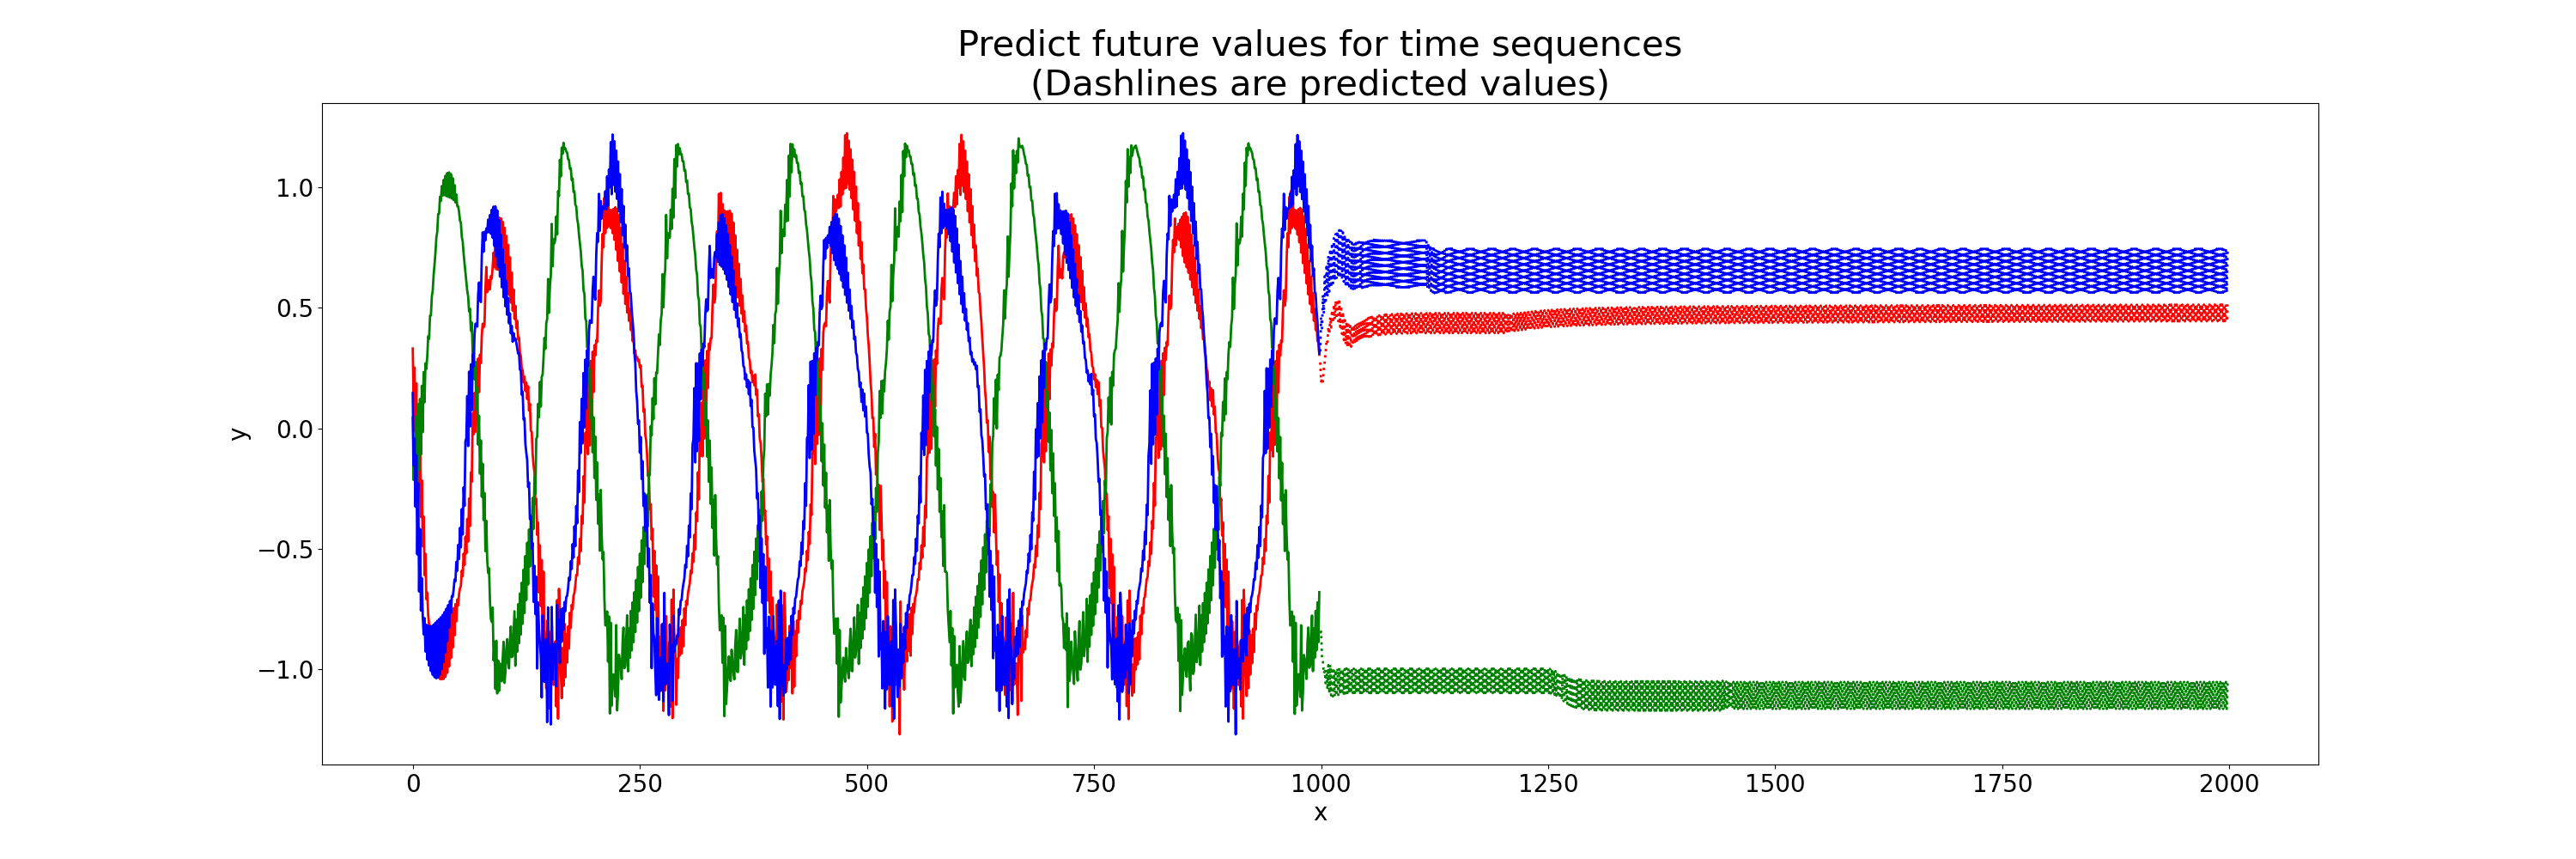 Predict future values for time sequences
(Dashlines are predicted values)
1.0
0.5
0.0
−0.5
−1.0
y
0 250 500 750 1000 1250 1500 1750 2000
x